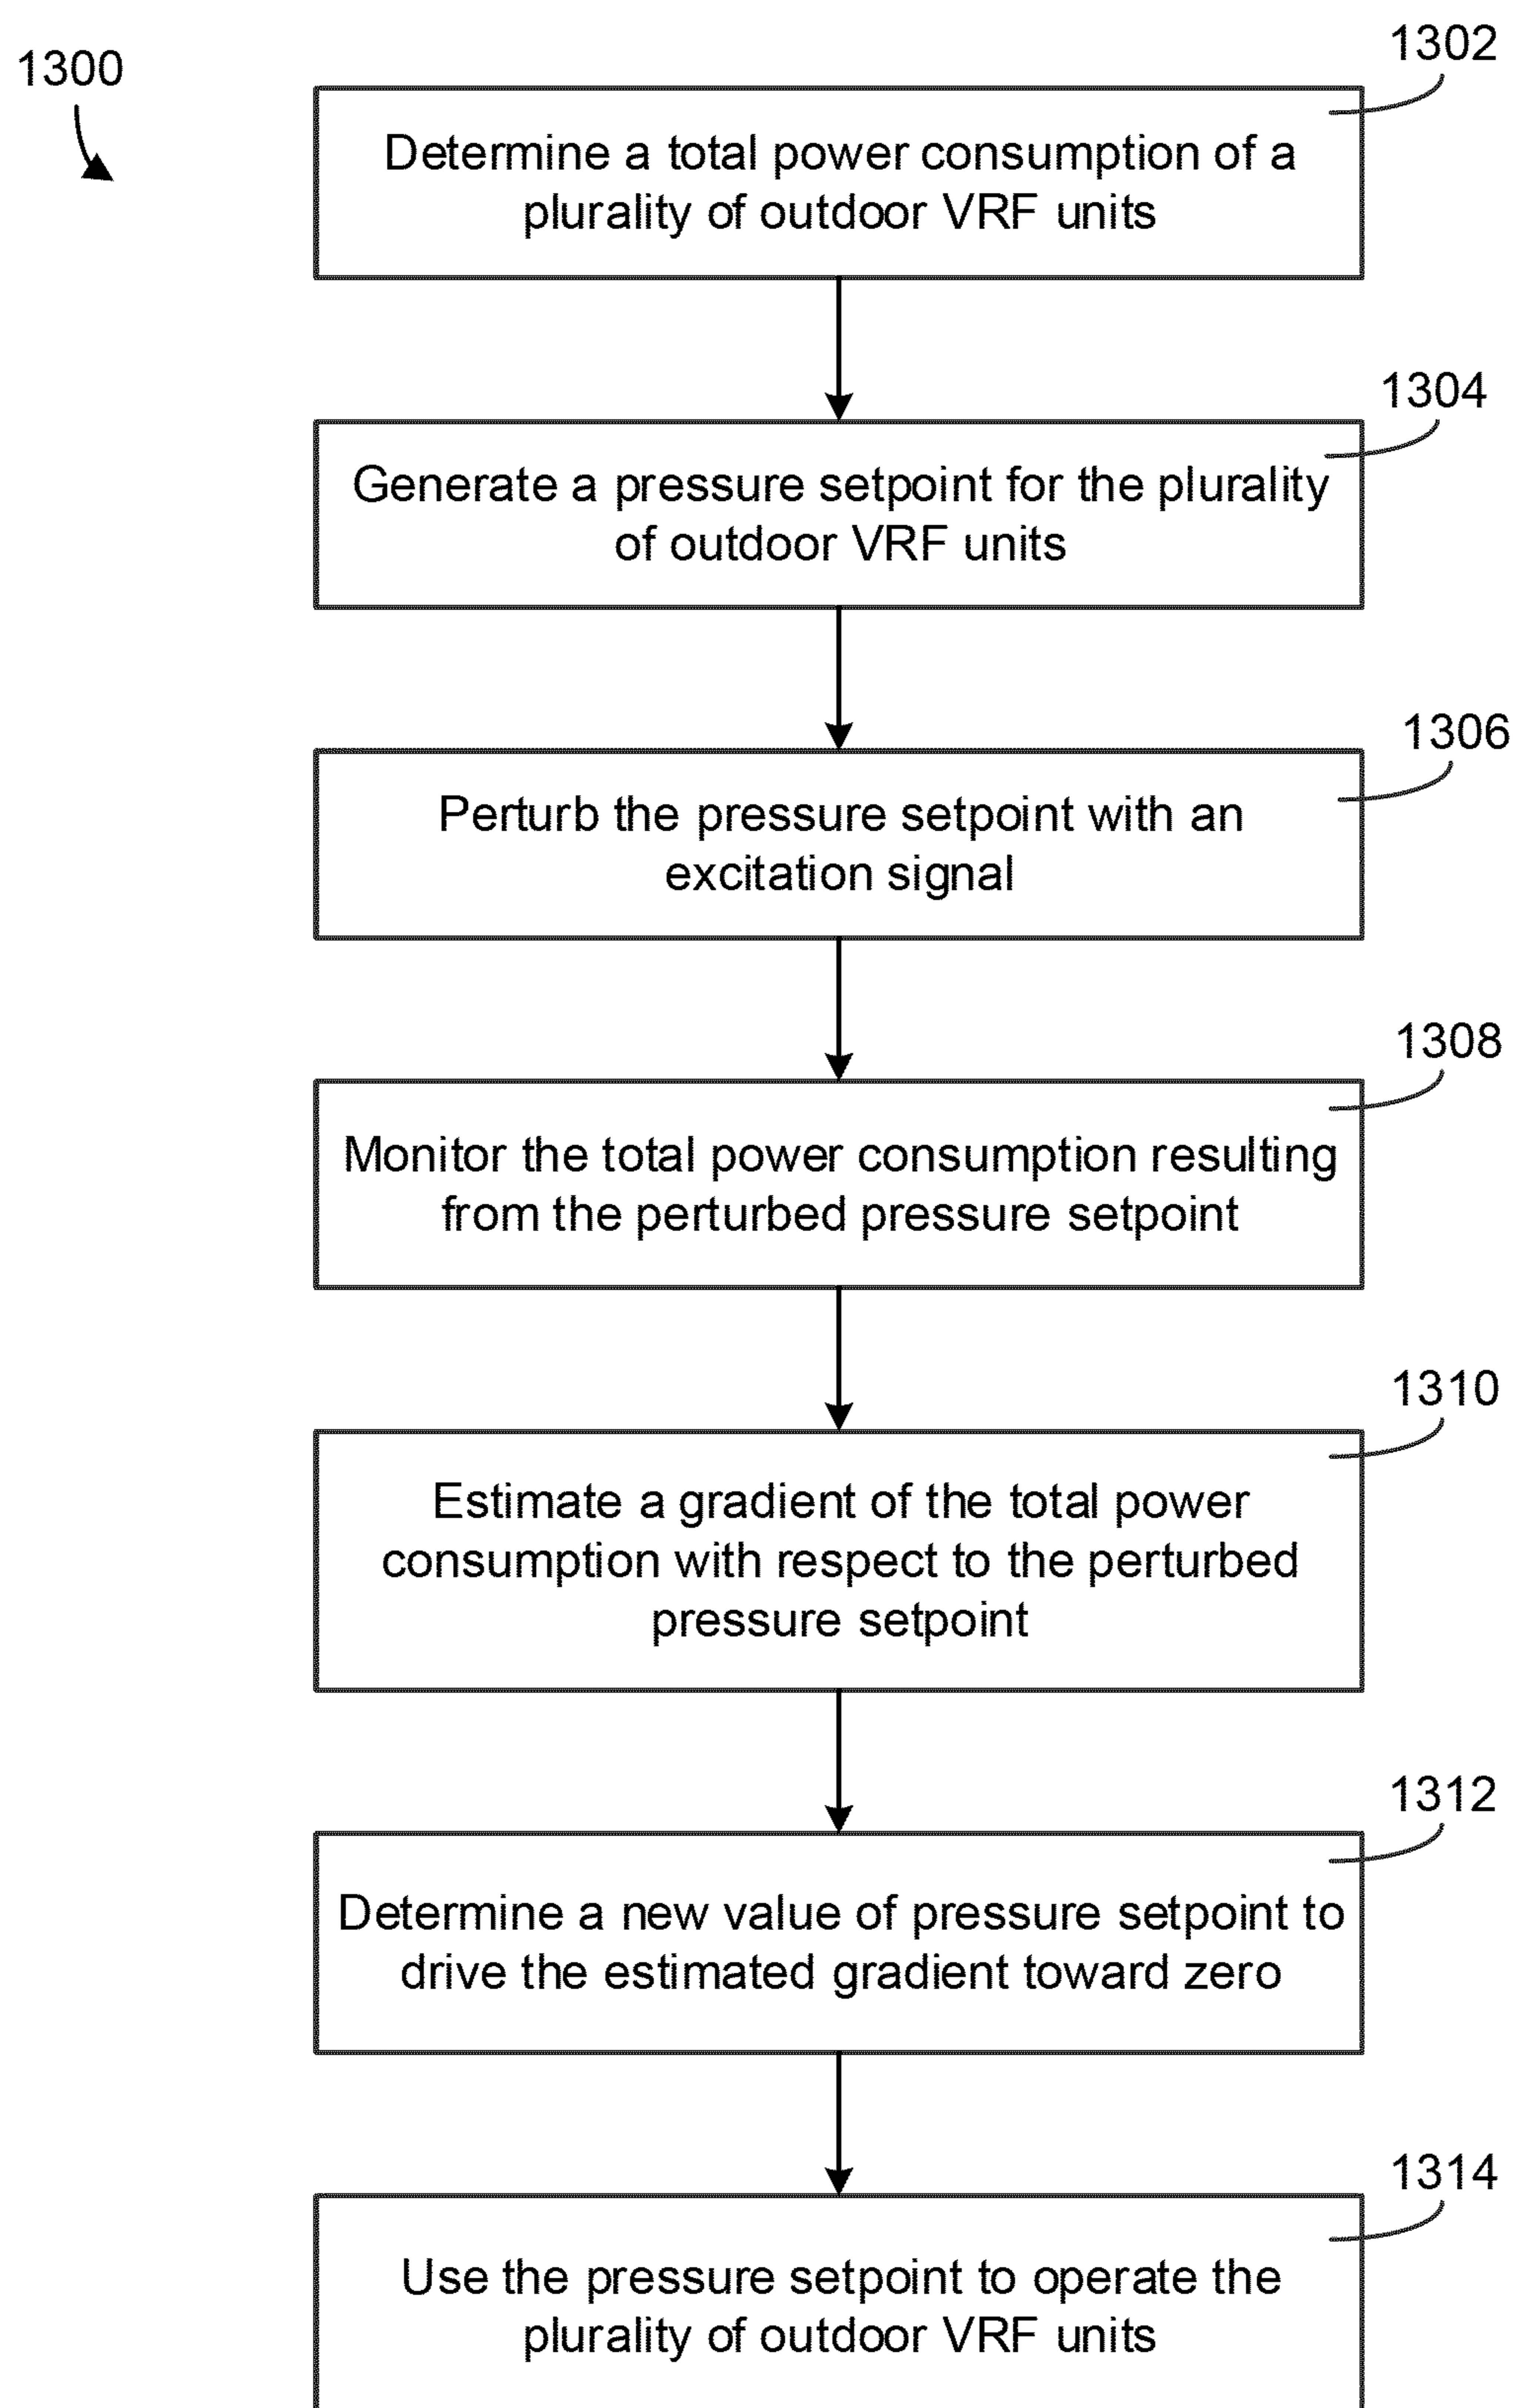 1300
1302
Determine a total power consumption of a
plurality of outdoor VRF units
1304
Generate a pressure setpoint for the plurality
of outdoor VRF units
1306
Perturb the pressure setpoint with an
excitation signal
1308
Monitor the total power consumption resulting
from the perturbed pressure setpoint
1310
Estimate a gradient of the total power
consumption with respect to the perturbed
pressure setpoint
1312
Determine a new value of pressure setpoint to
drive the estimated gradient toward zero
1314
Use the pressure setpoint to operate the
plurality of outdoor VRF units